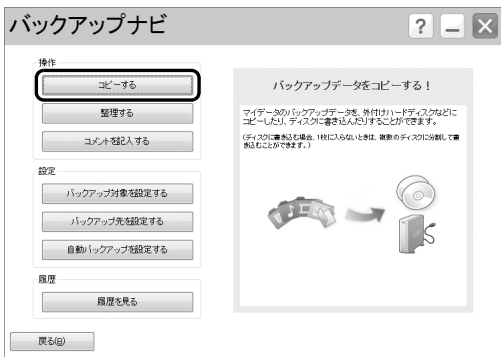 バックアップナビ
?
操作
コピーする
整理する
コメントを記入する
設定
バックアップ対象を設定する
バックアップ先を設定する
自動バックアップを設定する
履歴
履歴を見る
戻る(B)
バックアップデータをコピーする!
マイデータのバックアップデータを、外付けハードディスクなどに
コピーしたり、ディスクに書き込んだりすることができます。
(ディスクに書き込む場合、1枚に入らないときは、複数のディスクに分割して書
き込むことができます。)